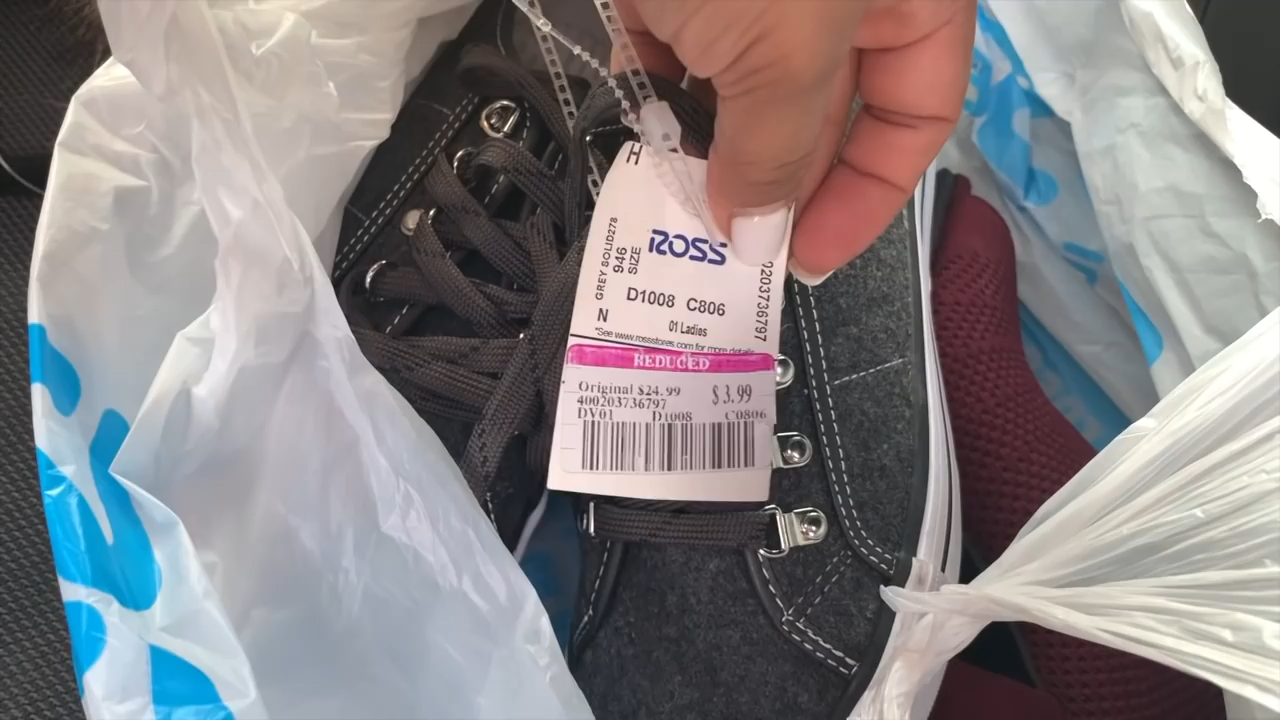 H
ROSS
GREY SOLID278
946
SIZE
D1008 C806
N
01 Ladies
0203736797
*See www.rossstores.com for more details
REDUCED
Original $24.99 $3.99
400203736797
DV01 D1008 C0806